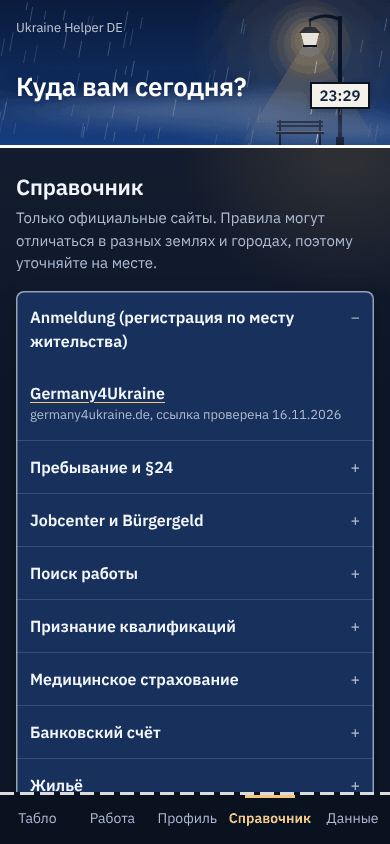 Ukraine Helper DE
Куда вам сегодня?
23:29
Справочник
Только официальные сайты. Правила могут
отличаться в разных землях и городах, поэтому
уточняйте на месте.
Anmeldung (регистрация по месту
жительства)
−
Germany4Ukraine
germany4ukraine.de, ссылка проверена 16.11.2026
Пребывание и §24 +
Jobcenter и Bürgergeld +
Поиск работы +
Признание квалификаций +
Медицинское страхование +
Банковский счёт +
Жильё +
Табло Работа Профиль Справочник Данные